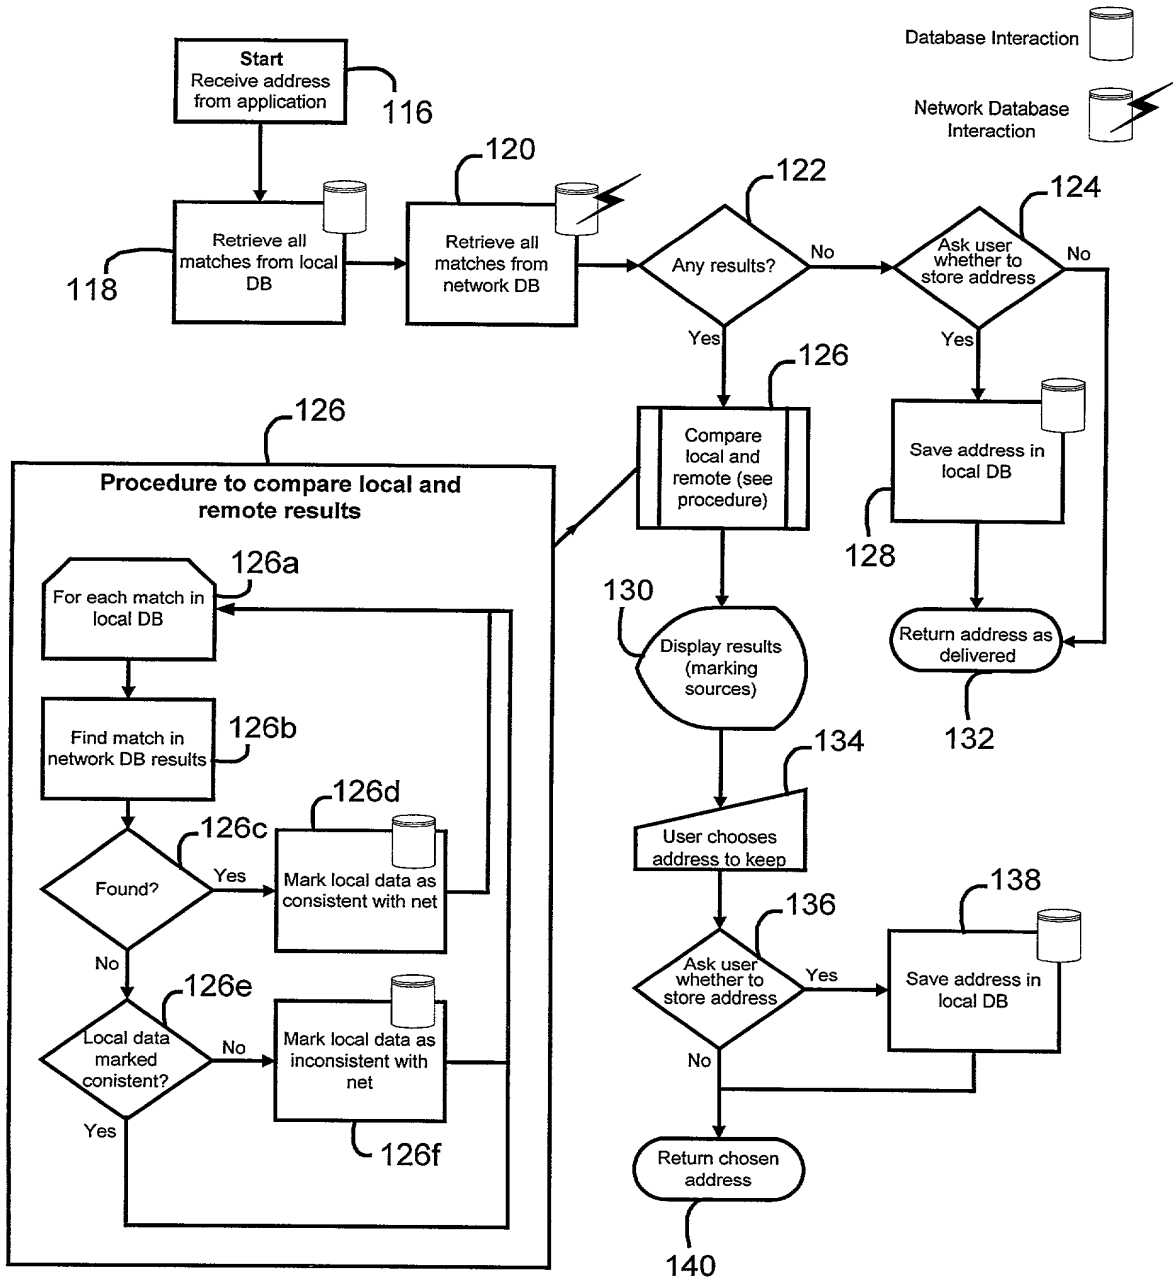 Database Interaction
Network Database
Interaction
Start
Receive address
from application
116
Retrieve all
matches from local
DB
118
120
Retrieve all
matches from
network DB
122
Any results?
No
Yes
124
Ask user
whether to
store address
No
Yes
126
Compare
local and
remote (see
procedure)
Save address in
local DB
128
Return address as
delivered
132
130
Display results
(marking
sources)
134
User chooses
address to keep
136
Ask user
whether to
store address
Yes
No
138
Save address in
local DB
Return chosen
address
140
126
Procedure to compare local and
remote results
126a
For each match in
local DB
126b
Find match in
network DB results
126c
Found?
Yes
No
126d
Mark local data as
consistent with net
126e
Local data
marked
conistent?
No
Yes
Mark local data as
inconsistent with
net
126f